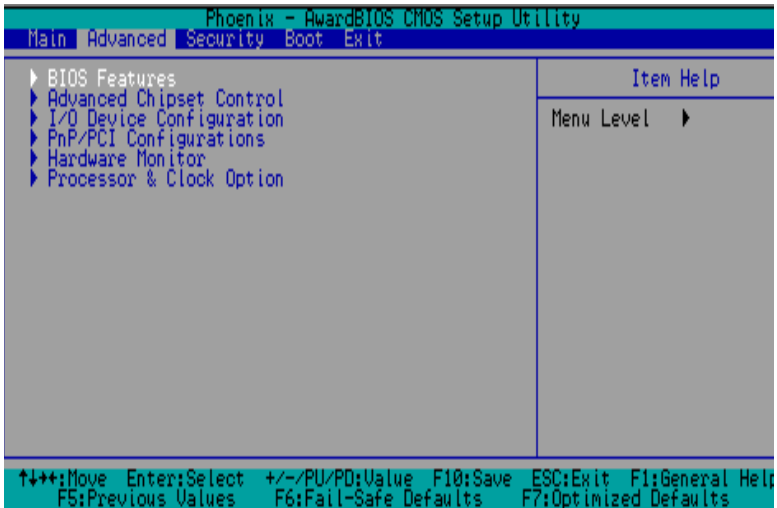 Phoenix - AwardBIOS CMOS Setup Utility
Main Advanced Security Boot Exit
BIOS Features
Advanced Chipset Control
I/O Device Configuration
PnP/PCI Configurations
Hardware Monitor
Processor & Clock Option
Item Help
Menu Level
↑↓→←:Move Enter:Select +/-/PU/PD:Value F10:Save ESC:Exit F1:General Help
F5:Previous Values F6:Fail-Safe Defaults F7:Optimized Defaults